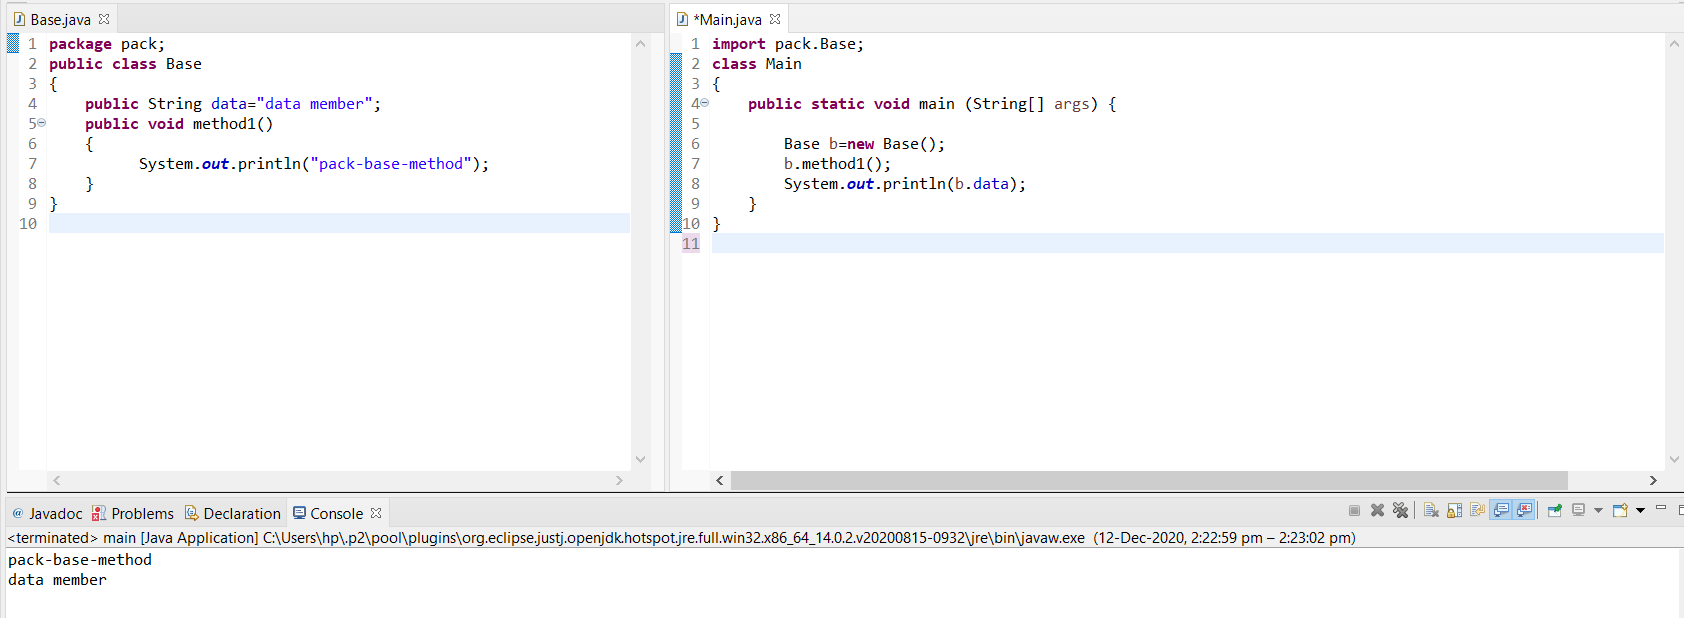 Base.java
1 package pack;
2 public class Base
3 {
4 public String data="data member";
5 public void method1()
6 {
7 System.out.println("pack-base-method");
8 }
9 }
10
*Main.java
1 import pack.Base;
2 class Main
3 {
4 public static void main (String[] args) {
5
6 Base b=new Base();
7 b.method1();
8 System.out.println(b.data);
9 }
10 }
11
@ Javadoc Problems Declaration Console
<terminated> main [Java Application] C:\Users\hp\.p2\pool\plugins\org.eclipse.justj.openjdk.hotspot.jre.full.win32.x86_64_14.0.2.v20200815-0932\jre\bin\javaw.exe (12-Dec-2020, 2:22:59 pm – 2:23:02 pm)
pack-base-method
data member